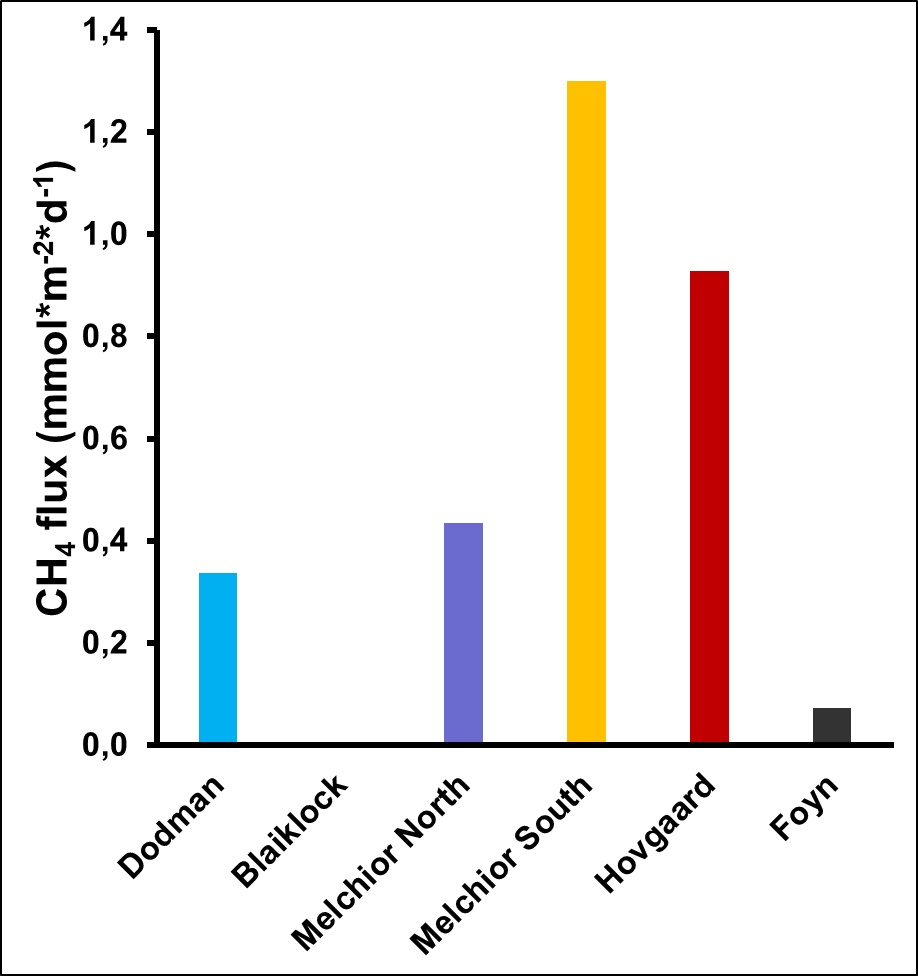 CH₄ flux (mmol*m⁻²*d⁻¹)
1,4
1,2
1,0
0,8
0,6
0,4
0,2
0,0
Dodman
Blaiklock
Melchior North
Melchior South
Hovgaard
Foyn